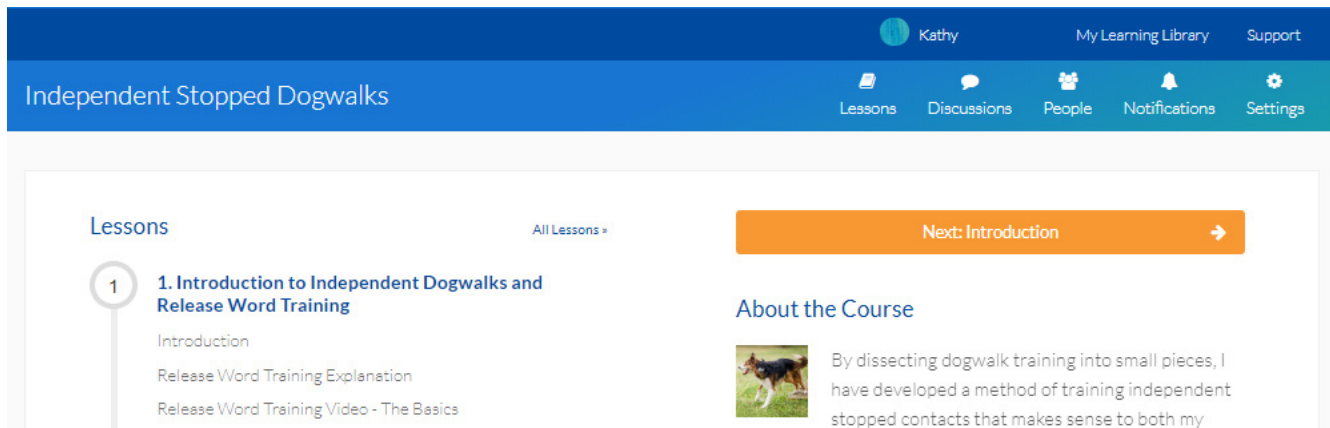 Kathy
My Learning Library
Support
Independent Stopped Dogwalks
Lessons
Discussions
People
Notifications
Settings
Lessons
All Lessons »
1
1. Introduction to Independent Dogwalks and
Release Word Training
Introduction
Release Word Training Explanation
Release Word Training Video - The Basics
Next: Introduction
About the Course
By dissecting dogwalk training into small pieces, I
have developed a method of training independent
stopped contacts that makes sense to both my